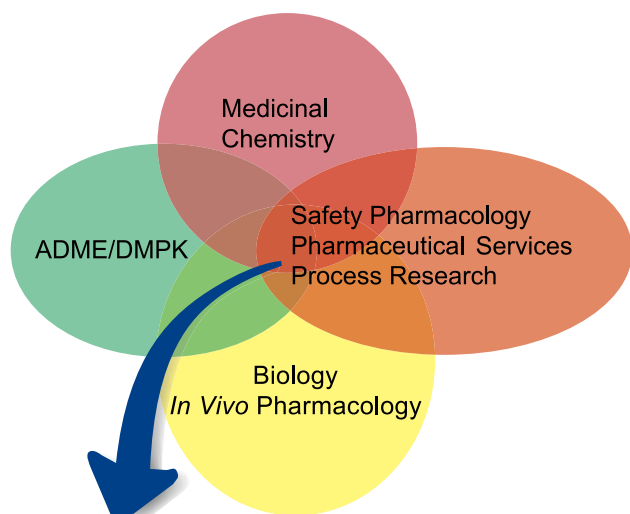 Medicinal
Chemistry
ADME/DMPK
Safety Pharmacology
Pharmaceutical Services
Process Research
Biology
In Vivo Pharmacology